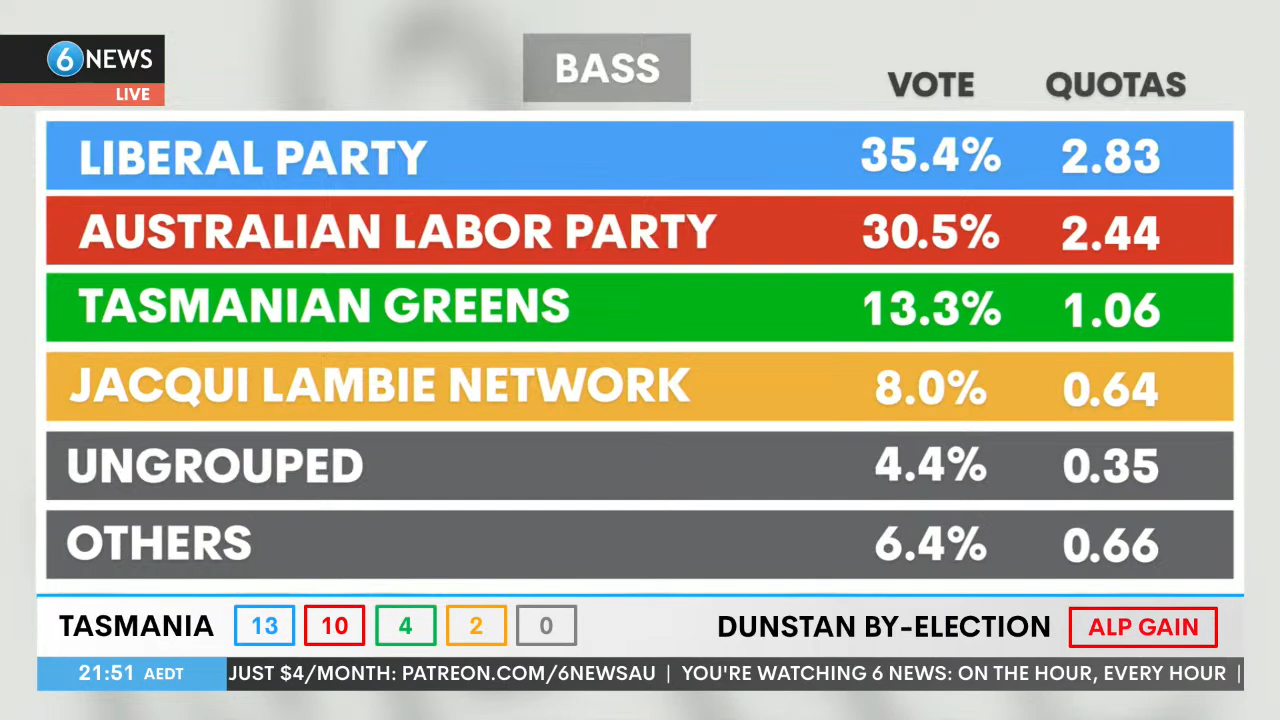 6 NEWS
LIVE
BASS
VOTE QUOTAS
LIBERAL PARTY 35.4% 2.83
AUSTRALIAN LABOR PARTY 30.5% 2.44
TASMANIAN GREENS 13.3% 1.06
JACQUI LAMBIE NETWORK 8.0% 0.64
UNGROUPED 4.4% 0.35
OTHERS 6.4% 0.66
TASMANIA 13 10 4 2 0 DUNSTAN BY-ELECTION ALP GAIN
21:51 AEDT JUST $4/MONTH: PATREON.COM/6NEWSAU | YOU'RE WATCHING 6 NEWS: ON THE HOUR, EVERY HOUR |